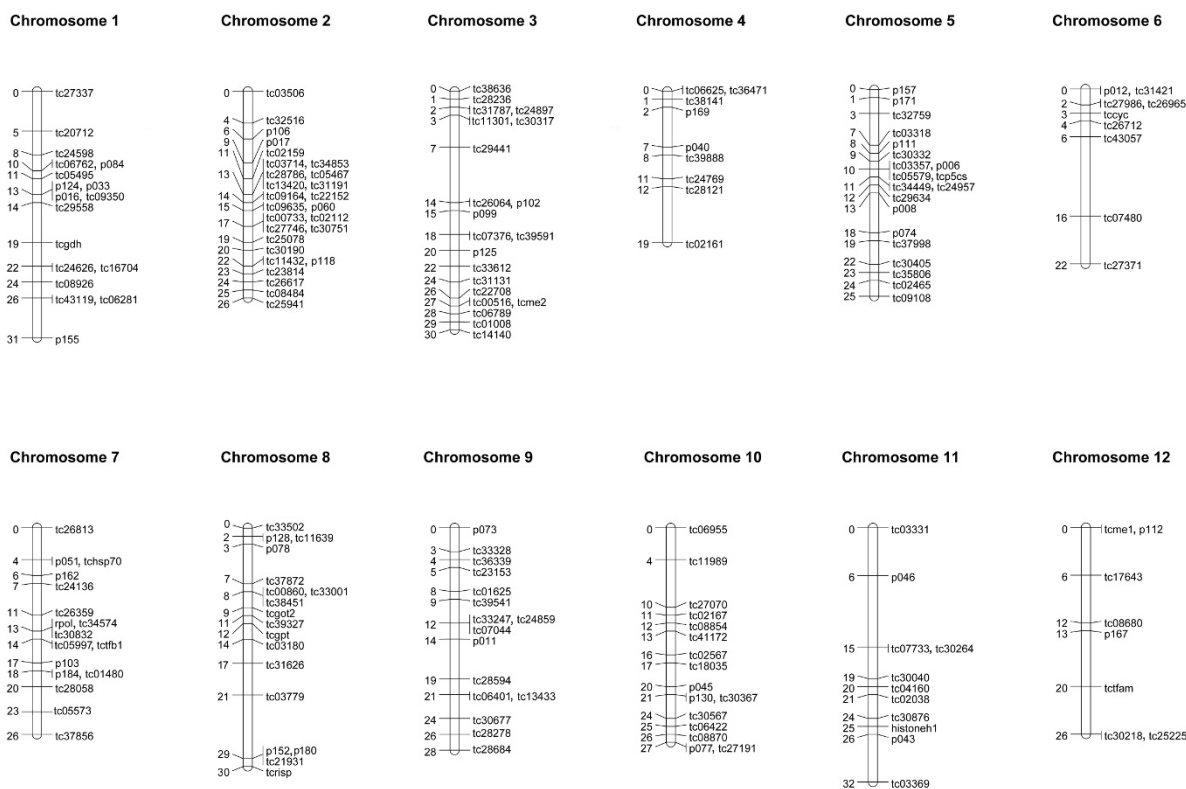 Chromosome 1
0 tc27337
5 tc20712
8 tc24598
10 tc06762, p084
11 tc05495
13 p124, p033
p016, tc09350
14 tc29558
19 tcgdh
22 tc24626, tc16704
24 tc08926
26 tc43119, tc06281
31 p155
Chromosome 2
0 tc03506
4 tc32516
6 p106
9 p017
11 tc02159
tc03714, tc34853
13 tc28786, tc05467
tc13420, tc31191
14 tc09164, tc22152
15 tc09635, p060
17 tc00733, tc02112
tc27746, tc30751
19 tc25078
20 tc30190
22 tc11432, p118
23 tc23814
24 tc26617
25 tc08484
26 tc25941
Chromosome 3
0 tc38636
1 tc28236
2 tc31787, tc24897
3 tc11301, tc30317
7 tc29441
14 tc26064, p102
15 p099
18 tc07376, tc39591
20 p125
22 tc33612
24 tc31131
26 tc22708
27 tc00516, tcme2
28 tc06789
29 tc01008
30 tc14140
Chromosome 4
0 tc06625, tc36471
1 tc38141
2 p169
7 p040
8 tc39888
11 tc24769
12 tc28121
19 tc02161
Chromosome 5
0 p157
1 p171
3 tc32759
7 tc03318
8 p111
9 tc30332
10 tc03357, p006
tc05579, tcp5cs
11 tc34449, tc24957
12 tc29634
13 p008
18 p074
19 tc37998
22 tc30405
23 tc35806
24 tc02465
25 tc09108
Chromosome 6
0 p012, tc31421
2 tc27986, tc26965
3 tccyc
4 tc26712
6 tc43057
16 tc07480
22 tc27371
Chromosome 7
0 tc26813
4 p051, tchsp70
6 p162
7 tc24136
11 tc26359
13 rpol, tc34574
tc30832
14 tc05997, tctfb1
17 p103
18 p184, tc01480
20 tc28058
23 tc05573
26 tc37856
Chromosome 8
0 tc33502
2 p128, tc11639
3 p078
7 tc37872
8 tc00860, tc33001
tc38451
9 tcgot2
11 tc39327
12 tcgpt
14 tc03180
17 tc31626
21 tc03779
29 p152,p180
tc21931
30 tcrisp
Chromosome 9
0 p073
3 tc33328
4 tc36339
5 tc23153
8 tc01625
9 tc39541
12 tc33247, tc24859
tc07044
14 p011
19 tc28594
21 tc06401, tc13433
24 tc30677
26 tc28278
28 tc28684
Chromosome 10
0 tc06955
4 tc11989
10 tc27070
11 tc02167
12 tc08854
13 tc41172
16 tc02567
17 tc18035
20 p045
21 p130, tc30367
24 tc30567
25 tc06422
26 tc08870
27 p077, tc27191
Chromosome 11
0 tc03331
6 p046
15 tc07733, tc30264
19 tc30040
20 tc04160
21 tc02038
24 tc30876
25 histoneh1
26 p043
32 tc03369
Chromosome 12
0 tcme1, p112
6 tc17643
12 tc08680
13 p167
20 tctfam
26 tc30218, tc25225